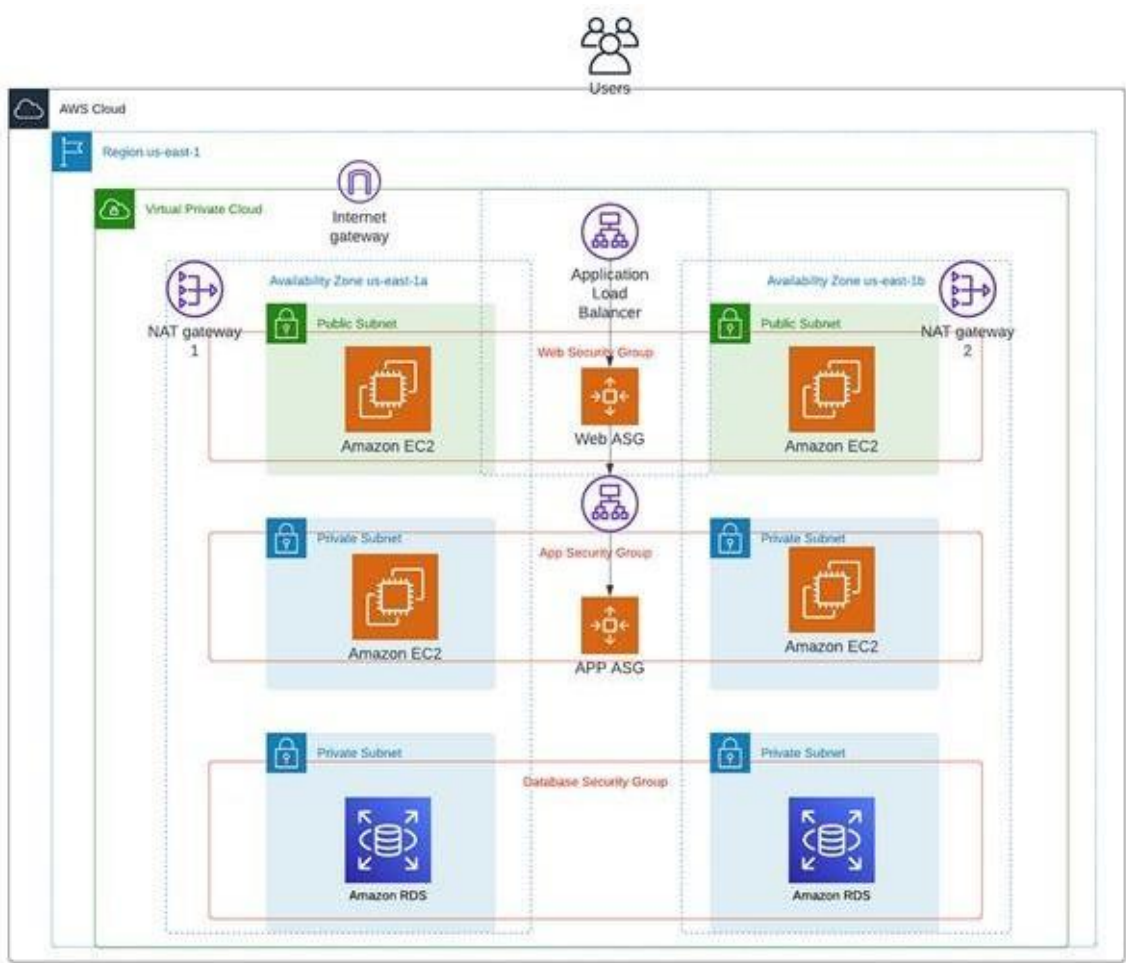 Users
AWS Cloud
Region us-east-1
Virtual Private Cloud
Internet
gateway
Application
Load
Balancer
Availability Zone us-east-1a
Availability Zone us-east-1b
NAT gateway
1
Public Subnet
Public Subnet
NAT gateway
2
Web Security Group
Amazon EC2
Web ASG
Amazon EC2
Private Subnet
Private Subnet
App Security Group
Amazon EC2
APP ASG
Amazon EC2
Private Subnet
Private Subnet
Database Security Group
Amazon RDS
Amazon RDS